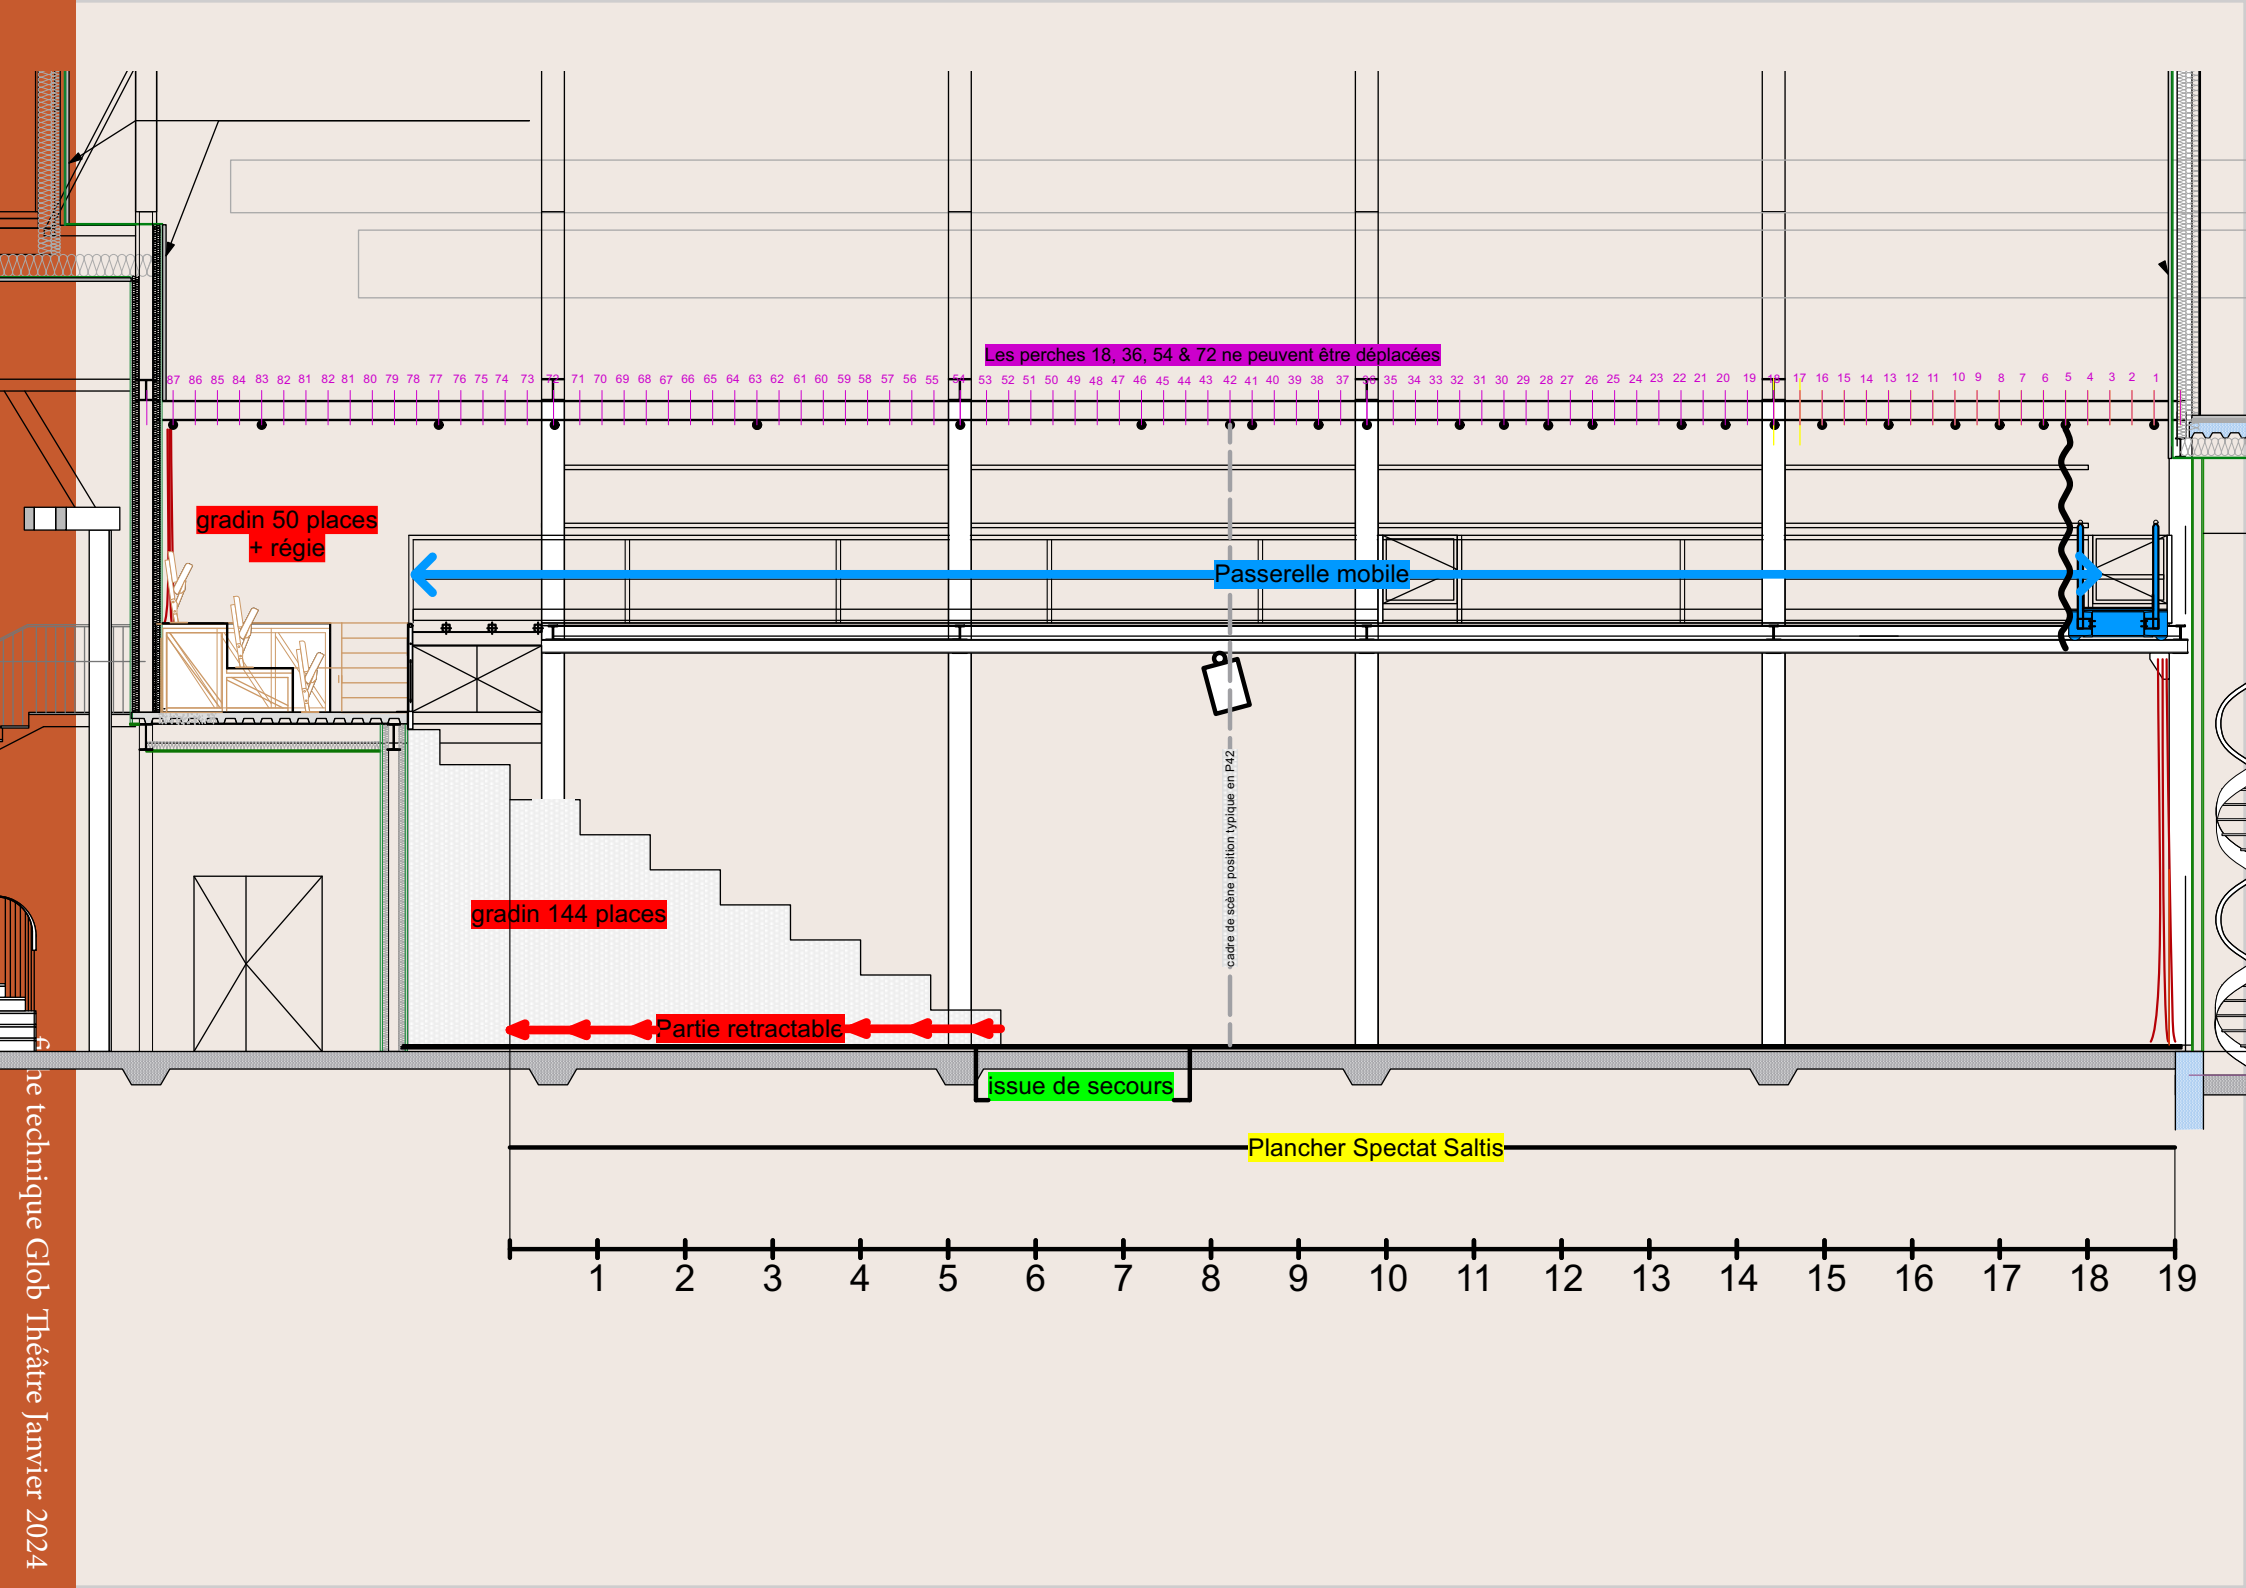 Les perches 18, 36, 54 & 72 ne peuvent être déplacées
87 86 85 84 83 82 81 82 81 80 79 78 77 76 75 74 73 72 71 70 69 68 67 66 65 64 63 62 61 60 59 58 57 56 55 54 53 52 51 50 49 48 47 46 45 44 43 42 41 40 39 38 37 36 35 34 33 32 31 30 29 28 27 26 25 24 23 22 21 20 19 18 17 16 15 14 13 12 11 10 9 8 7 6 5 4 3 2 1
gradin 50 places
+ régie
Passerelle mobile
cadre de scène position typique en P42
gradin 144 places
Partie retractable
issue de secours
Plancher Spectat Saltis
1 2 3 4 5 6 7 8 9 10 11 12 13 14 15 16 17 18 19
he technique Glob Théâtre Janvier 2024